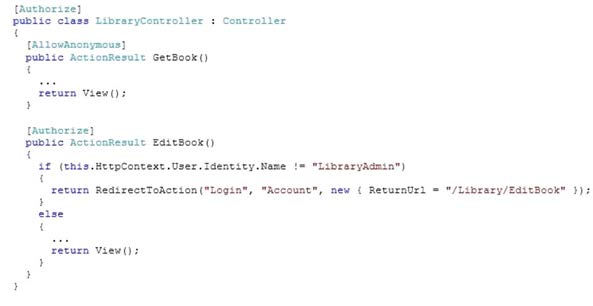 [Authorize]
public class LibraryController : Controller
{
[AllowAnonymous]
public ActionResult GetBook()
{
...
return View();
}
[Authorize]
public ActionResult EditBook()
{
if (this.HttpContext.User.Identity.Name != "LibraryAdmin")
{
return RedirectToAction("Login", "Account", new { ReturnUrl = "/Library/EditBook" });
}
else
{
...
return View();
}
}
}